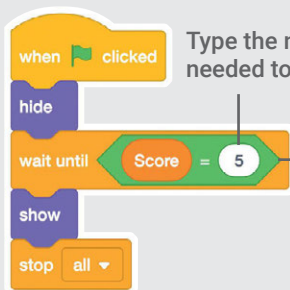 when clicked
Type the
needed to
hide
wait until Score = 5
show
stop all